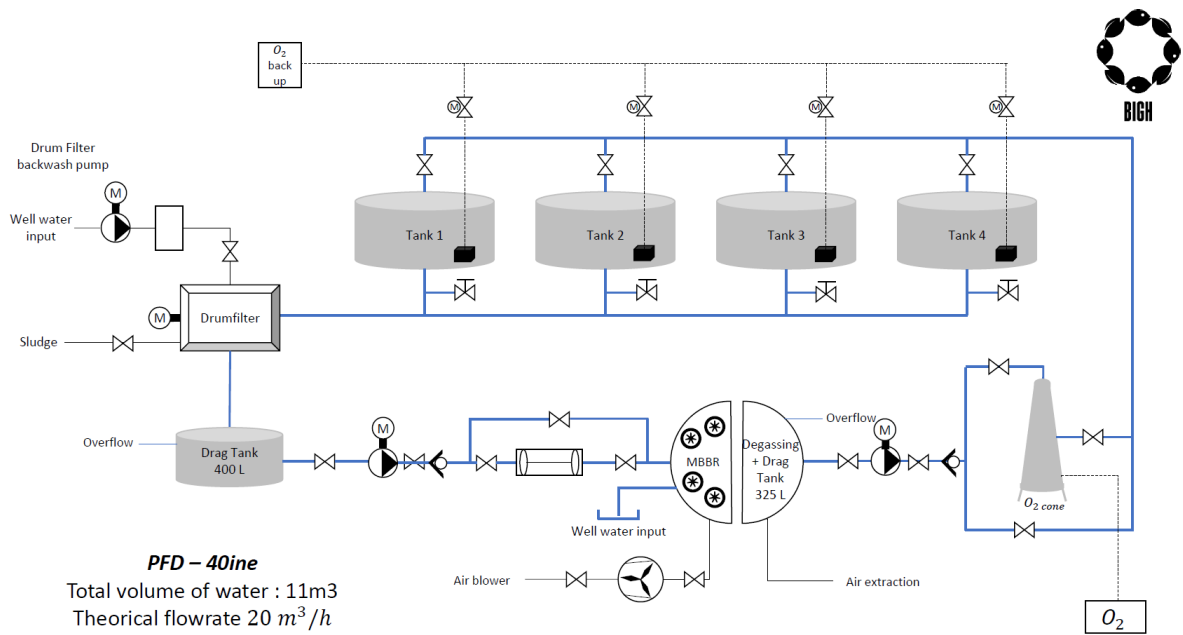 O2
back
up
BIGH
Drum Filter
backwash pump
M
M
M
M
M
Well water
input
Tank 1
Tank 2
Tank 3
Tank 4
M
Drumfilter
Sludge
Overflow
Drag Tank
400 L
M
MBBR
Degassing
+ Drag
Tank
325 L
Overflow
M
O2 cone
Well water input
Air blower
Air extraction
O2
PFD – 40ine
Total volume of water : 11m3
Theorical flowrate 20 m³/h